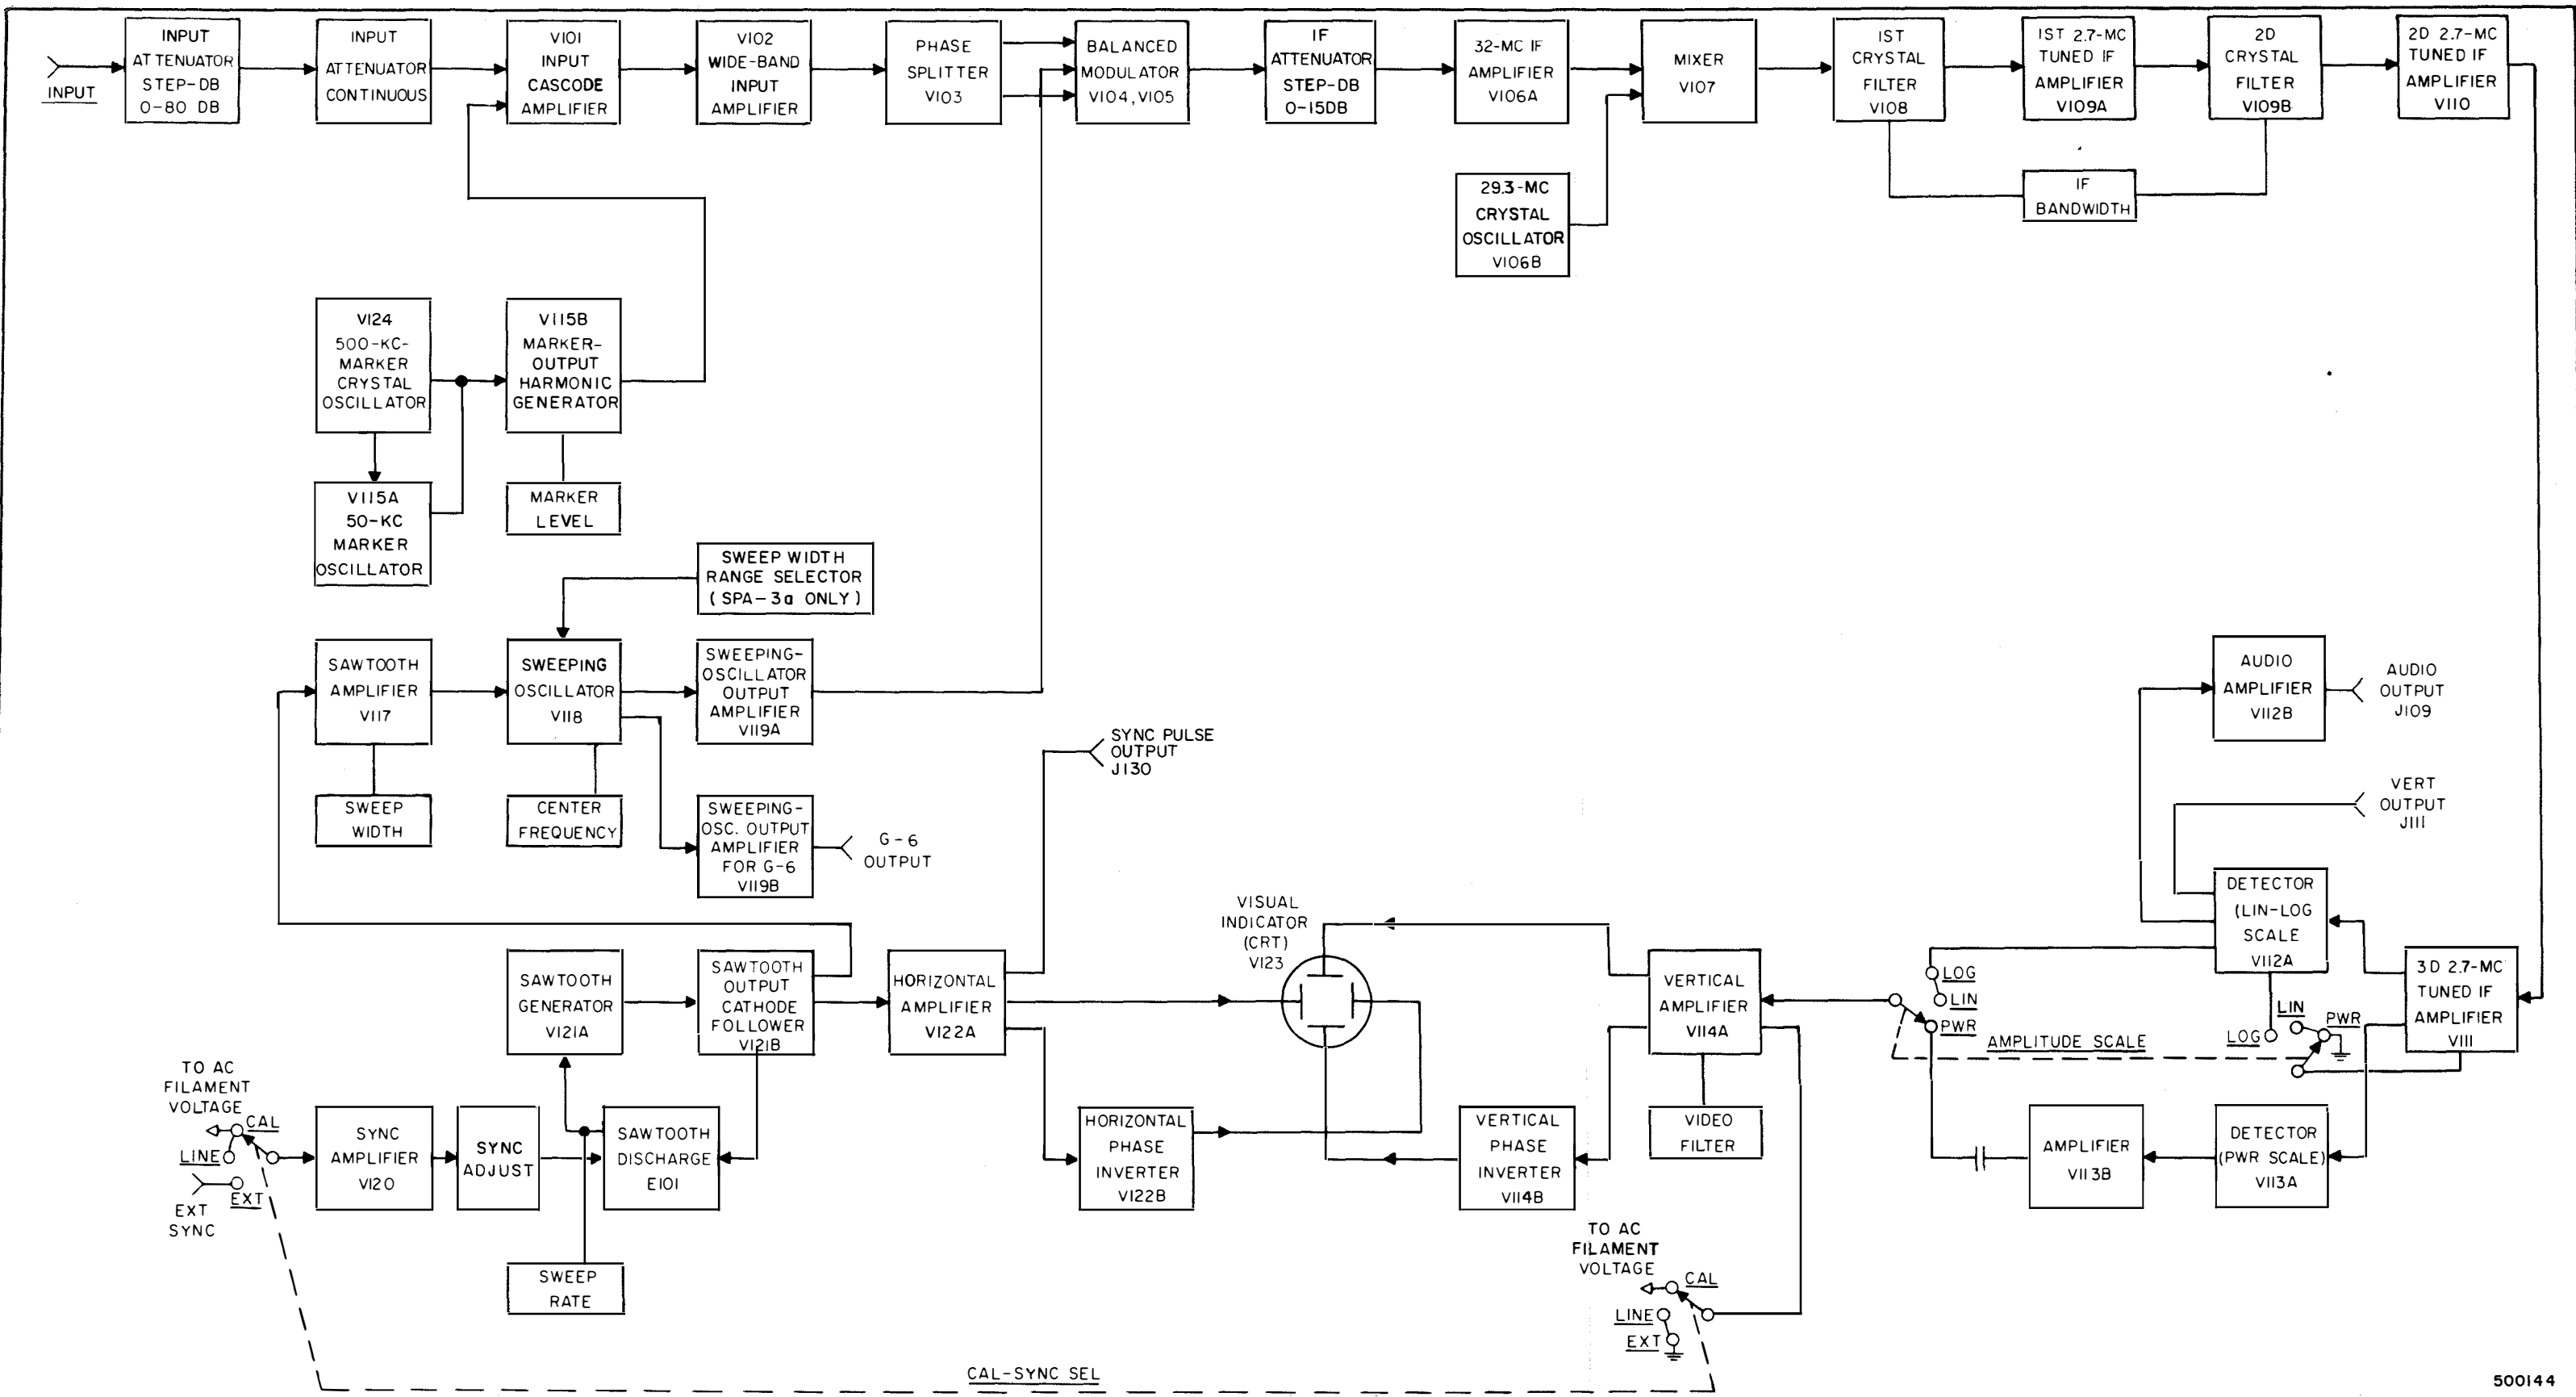 INPUT
INPUT
ATTENUATOR
STEP-DB
0-80 DB
INPUT
ATTENUATOR
CONTINUOUS
V101
INPUT
CASCODE
AMPLIFIER
V102
WIDE-BAND
INPUT
AMPLIFIER
PHASE
SPLITTER
V103
BALANCED
MODULATOR
V104, V105
IF
ATTENUATOR
STEP-DB
0-15DB
32-MC IF
AMPLIFIER
V106A
MIXER
V107
1ST
CRYSTAL
FILTER
V108
1ST 2.7-MC
TUNED IF
AMPLIFIER
V109A
2D
CRYSTAL
FILTER
V109B
2D 2.7-MC
TUNED IF
AMPLIFIER
V110
29.3-MC
CRYSTAL
OSCILLATOR
V106B
IF
BANDWIDTH
V124
500-KC-
MARKER
CRYSTAL
OSCILLATOR
V115B
MARKER-
OUTPUT
HARMONIC
GENERATOR
V115A
50-KC
MARKER
OSCILLATOR
MARKER
LEVEL
SWEEP WIDTH
RANGE SELECTOR
( SPA-3a ONLY )
SAWTOOTH
AMPLIFIER
V117
SWEEPING
OSCILLATOR
V118
SWEEPING-
OSCILLATOR
OUTPUT
AMPLIFIER
V119A
SWEEP
WIDTH
CENTER
FREQUENCY
SWEEPING-
OSC. OUTPUT
AMPLIFIER
FOR G-6
V119B
G-6
OUTPUT
SYNC PULSE
OUTPUT
J130
AUDIO
AMPLIFIER
V112B
AUDIO
OUTPUT
J109
VERT
OUTPUT
J111
DETECTOR
(LIN-LOG
SCALE
V112A
3D 2.7-MC
TUNED IF
AMPLIFIER
V111
SAWTOOTH
GENERATOR
V121A
SAWTOOTH
OUTPUT
CATHODE
FOLLOWER
V121B
HORIZONTAL
AMPLIFIER
V122A
VISUAL
INDICATOR
(CRT)
V123
VERTICAL
AMPLIFIER
V114A
LOG
LIN
PWR
AMPLITUDE SCALE
LIN
PWR
LOG
TO AC
FILAMENT
VOLTAGE
CAL
LINE
EXT
EXT
SYNC
SYNC
AMPLIFIER
V120
SYNC
ADJUST
SAWTOOTH
DISCHARGE
E101
SWEEP
RATE
HORIZONTAL
PHASE
INVERTER
V122B
VERTICAL
PHASE
INVERTER
V114B
VIDEO
FILTER
AMPLIFIER
V113B
DETECTOR
(PWR SCALE)
V113A
TO AC
FILAMENT
VOLTAGE
CAL
LINE
EXT
CAL-SYNC SEL
500144